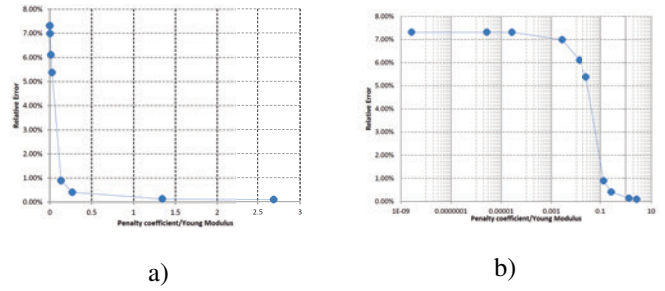 8.00%
7.00%
6.00%
5.00%
4.00%
3.00%
2.00%
1.00%
0.00%
Relative Error
0 0.5 1 1.5 2 2.5 3
Penalty coefficient/Young Modulus
a)
8.00%
7.00%
6.00%
5.00%
4.00%
3.00%
2.00%
1.00%
0.00%
Relative Error
1E-09 0.0000001 0.00001 0.001 0.1 10
Penalty coefficient/Young Modulus
b)